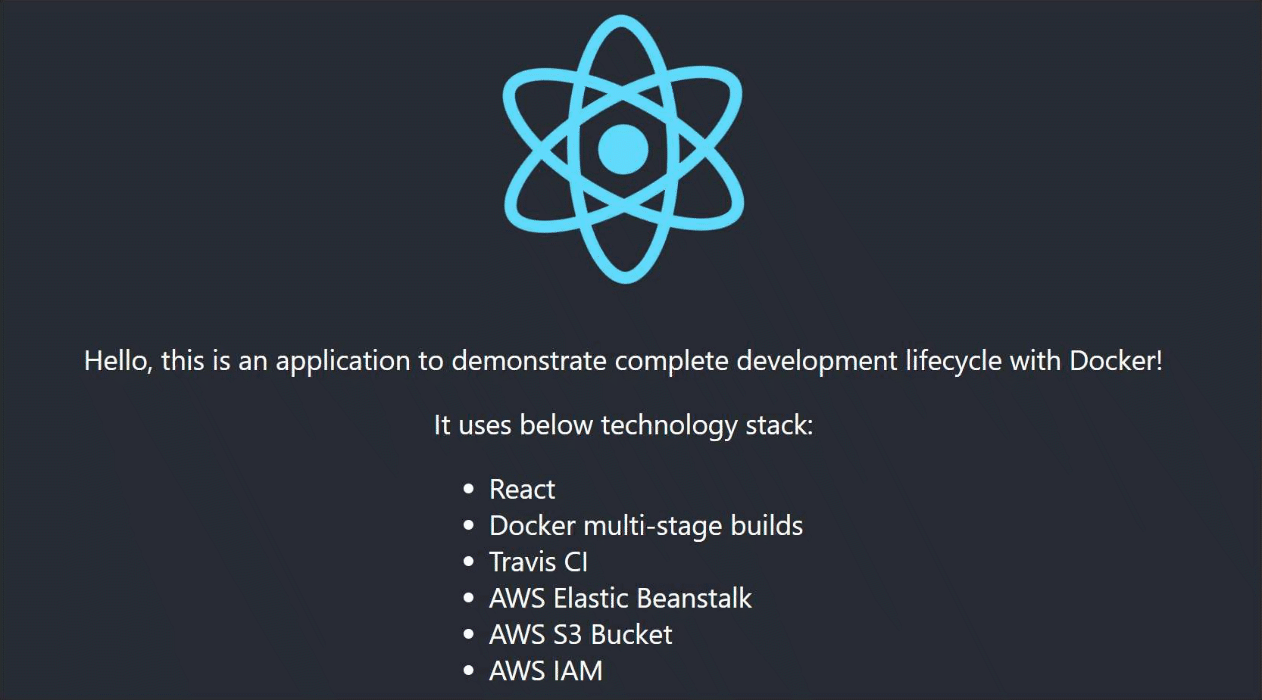 Hello, this is an application to demonstrate complete development lifecycle with Docker!
It uses below technology stack:
• React
• Docker multi-stage builds
• Travis CI
• AWS Elastic Beanstalk
• AWS S3 Bucket
• AWS IAM